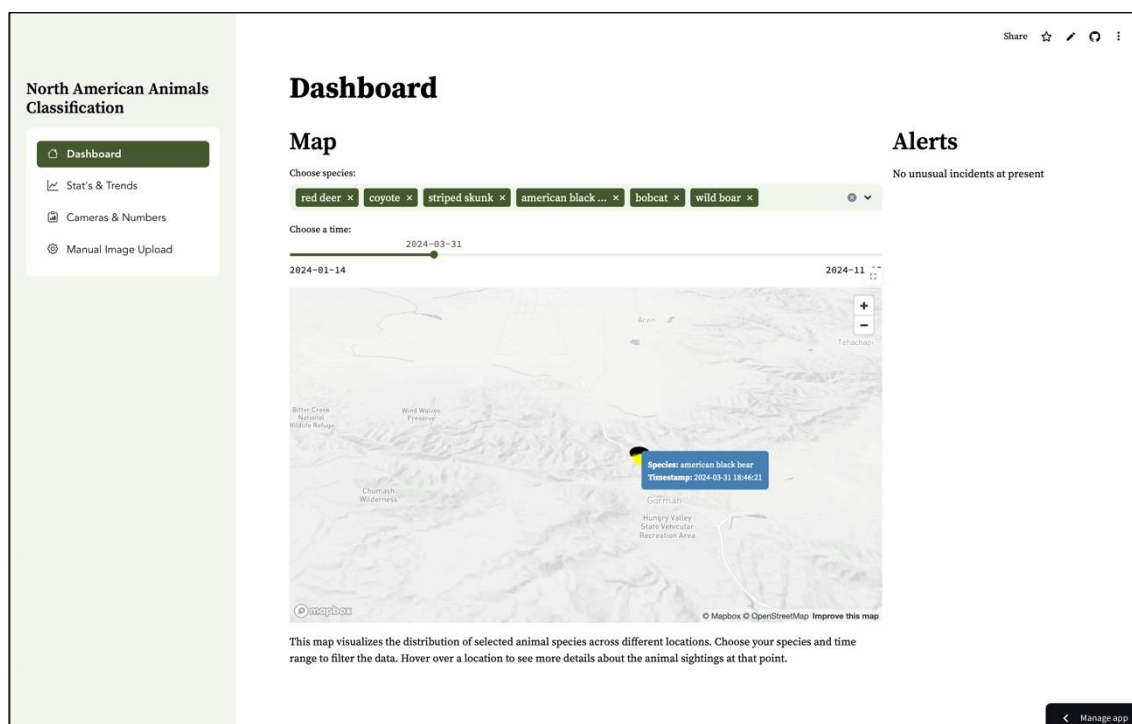 Share
North American Animals
Classification
Dashboard
Stat's & Trends
Cameras & Numbers
Manual Image Upload
Dashboard
Map
Choose species:
red deer × coyote × striped skunk × american black ... × bobcat × wild boar ×
Choose a time:
2024-03-31
2024-01-14 2024-11
Arvin
Tehachapi
Bitter Creek
National
Wildlife Refuge
Wind Wolves
Preserve
Species: american black bear
Timestamp: 2024-03-31 18:46:21
Chumash
Wilderness
Gorman
Hungry Valley
State Vehicular
Recreation Area
mapbox
© Mapbox © OpenStreetMap Improve this map
This map visualizes the distribution of selected animal species across different locations. Choose your species and time
range to filter the data. Hover over a location to see more details about the animal sightings at that point.
Alerts
No unusual incidents at present
Manage app